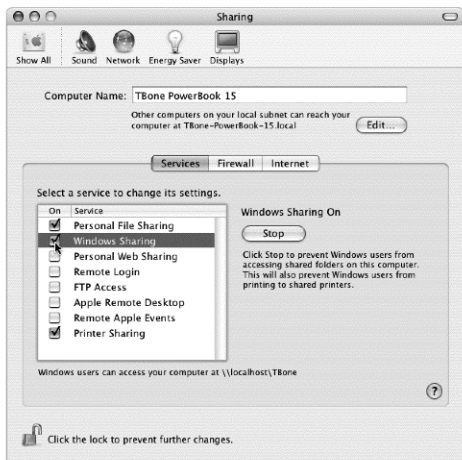 Sharing
Show All Sound Network Energy Saver Displays
Computer Name: TBone PowerBook 15
Other computers on your local subnet can reach your
computer at TBone-PowerBook-15.local
Edit...
Services Firewall Internet
Select a service to change its settings.
On Service
Personal File Sharing
Windows Sharing
Personal Web Sharing
Remote Login
FTP Access
Apple Remote Desktop
Remote Apple Events
Printer Sharing
Windows Sharing On
Stop
Click Stop to prevent Windows users from
accessing shared folders on this computer.
This will also prevent Windows users from
printing to shared printers.
Windows users can access your computer at \\localhost\TBone
?
Click the lock to prevent further changes.